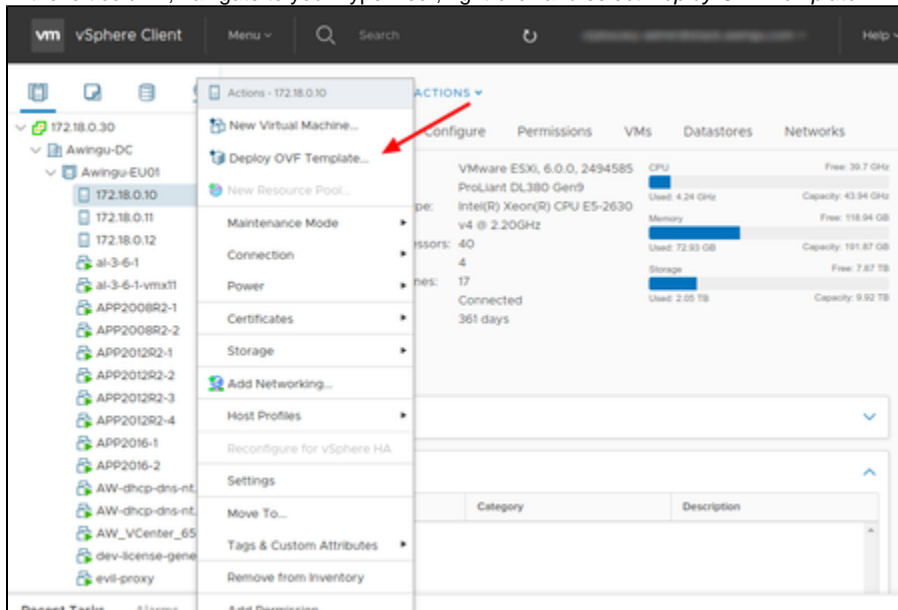 vm vSphere Client Menu Search Help
Actions - 172.18.0.10
ACTIONS
New Virtual Machine...
Configure Permissions VMs Datastores Networks
Deploy OVF Template...
New Resource Pool...
Maintenance Mode
Connection
Power
Certificates
Storage
Add Networking...
Host Profiles
Reconfigure for vSphere HA
Settings
Move To...
Tags & Custom Attributes
Remove from Inventory
172.18.0.30
Awingu-DC
Awingu-EU01
172.18.0.10
172.18.0.11
172.18.0.12
al-3-6-1
al-3-6-1-vmx11
APP2008R2-1
APP2008R2-2
APP2012R2-1
APP2012R2-2
APP2012R2-3
APP2012R2-4
APP2016-1
APP2016-2
AW-dhcp-dns-nt.
AW-dhcp-dns-nt.
AW_VCenter_65
dev-license-gene
evil-proxy
VMware ESXi, 6.0.0, 2494585
ProLiant DL380 Gen9
pe: Intel(R) Xeon(R) CPU E5-2630
v4 @ 2.20GHz
essors: 40
4
nes: 17
Connected
361 days
CPU Free: 39.7 GHz
Used: 4.24 GHz Capacity: 43.94 GHz
Memory Free: 118.94 GB
Used: 72.93 GB Capacity: 191.87 GB
Storage Free: 7.87 TB
Used: 2.05 TB Capacity: 9.92 TB
Category Description